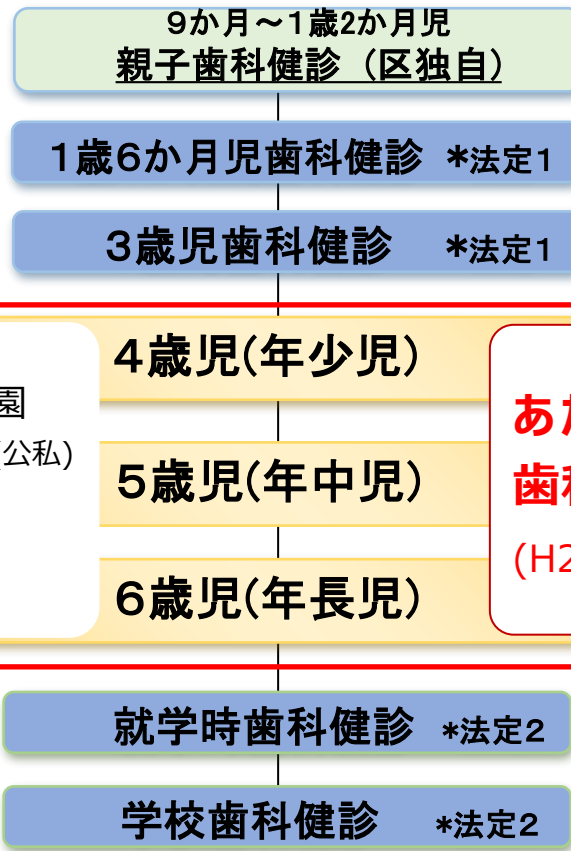 9か月～1歳2か月児
親子歯科健診（区独自）
1歳6か月児歯科健診 *法定1
3歳児歯科健診 *法定1
4歳児(年少児)
園
公私)
5歳児(年中児)
あ
歯
(H2
6歳児(年長児)
就学時歯科健診 *法定2
学校歯科健診 *法定2